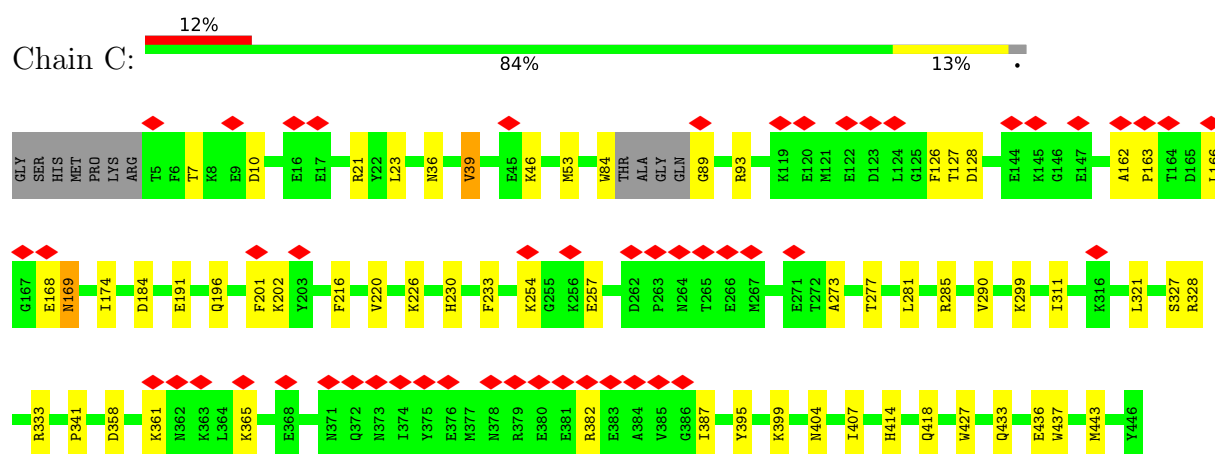 12%
Chain C:
84% 13% •
GLY SER HIS MET PRO LYS ARG T5 F6 T7 K8 E9 D10 E16 E17 R21 Y22 L23 N36 V39 E45 K46 M53 W84 THR ALA GLY GLN G89 R93 K119 E120 M121 E122 D123 L124 G125 F126 T127 D128 E144 K145 G146 E147 A162 P163 T164 D165 L166
G167 E168 N169 I174 D184 E191 Q196 F201 K202 Y203 F216 V220 K226 H230 F233 K254 G255 K256 E257 D262 P263 N264 T265 E266 M267 E271 T272 A273 T277 L281 R285 V290 K299 I311 K316 L321 S327 R328
R333 P341 D358 K361 N362 K363 L364 K365 E368 N371 Q372 N373 I374 Y375 E376 M377 N378 R379 E380 E381 R382 E383 A384 V385 G386 I387 Y395 K399 N404 I407 H414 Q418 W427 Q433 E436 W437 M443 Y446